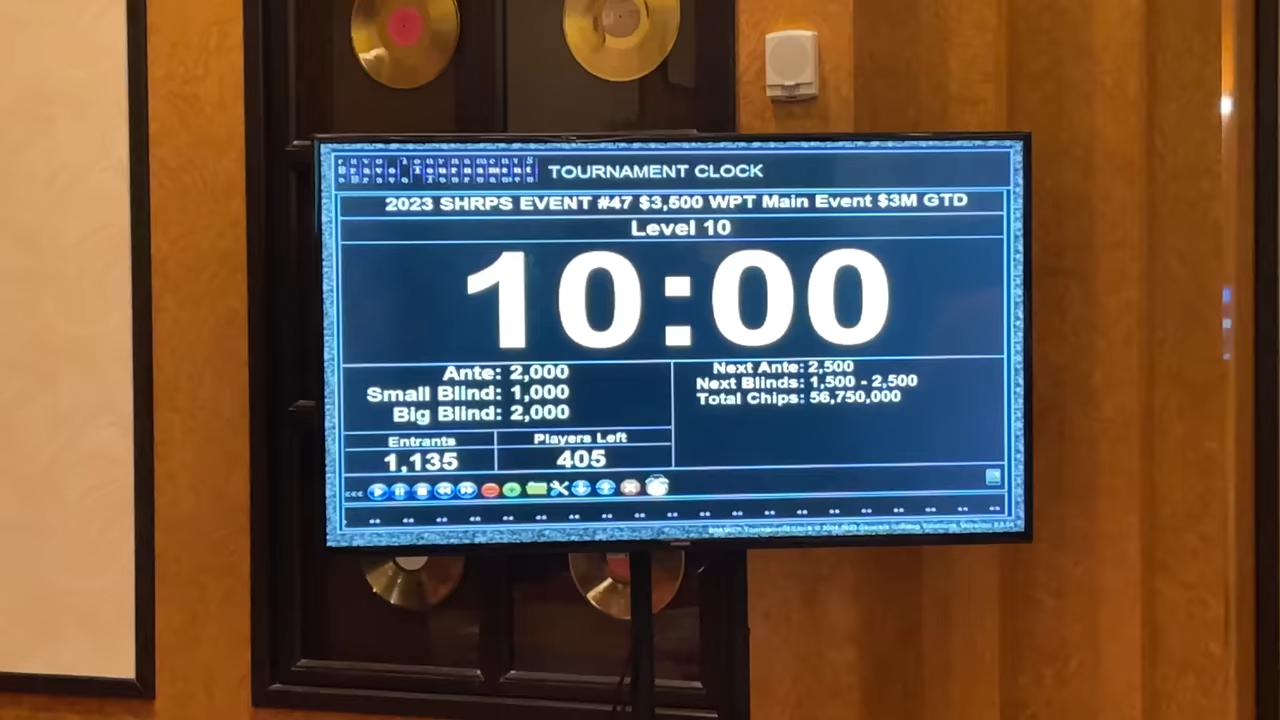 Bravo Tournament TOURNAMENT CLOCK
2023 SHRPS EVENT #47 $3,500 WPT Main Event $3M GTD
Level 10
10:00
Ante: 2,000
Small Blind: 1,000
Big Blind: 2,000
Next Ante: 2,500
Next Blinds: 1,500 - 2,500
Total Chips: 56,750,000
Entrants
1,135
Players Left
405
<<<